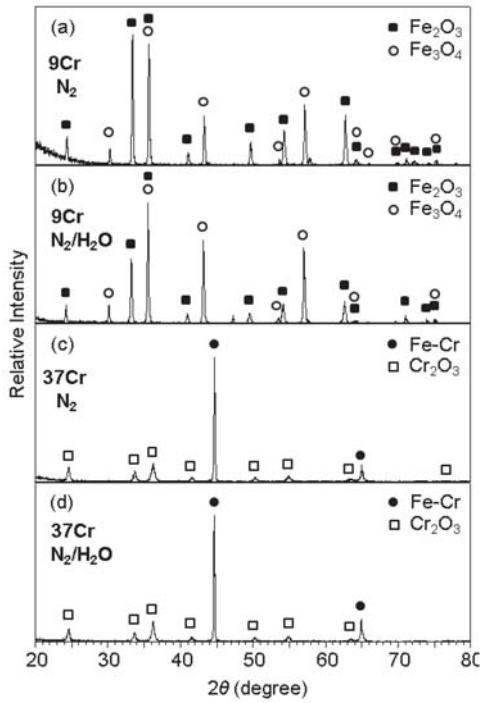 (a)
9Cr
N₂
■ Fe₂O₃
○ Fe₃O₄
(b)
9Cr
N₂/H₂O
■ Fe₂O₃
○ Fe₃O₄
(c)
37Cr
N₂
● Fe-Cr
□ Cr₂O₃
(d)
37Cr
N₂/H₂O
● Fe-Cr
□ Cr₂O₃
Relative Intensity
20 30 40 50 60 70 80
2θ (degree)